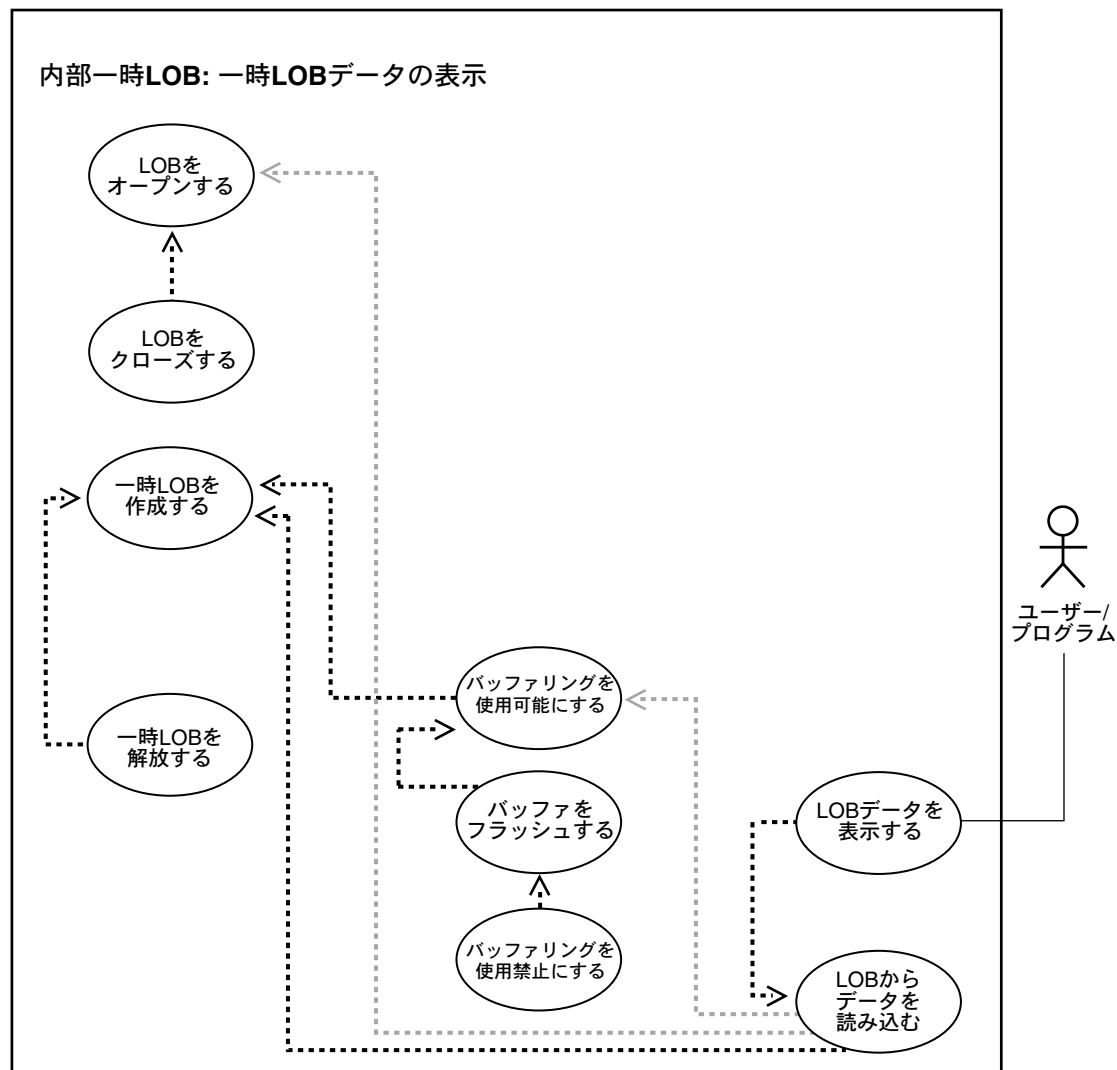 内部一時LOB: 一時LOBデータの表示
LOBを
オープンする
LOBを
クローズする
一時LOBを
作成する
ユーザー/
プログラム
バッファリングを
使用可能にする
一時LOBを
解放する
バッファを
フラッシュする
LOBデータを
表示する
バッファリングを
使用禁止にする
LOBから
データを
読み込む